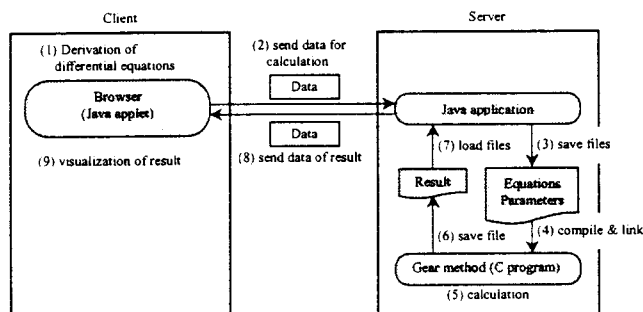 Client
Server
(1) Derivation of
differential equations
(2) send data for
calculation
Data
Browser
(Java applet)
Java application
Data
(9) visualization of result
(8) send data of result
(7) load files
(3) save files
Result
Equations
Parameters
(6) save file
(4) compile & link
Gear method (C program)
(5) calculation